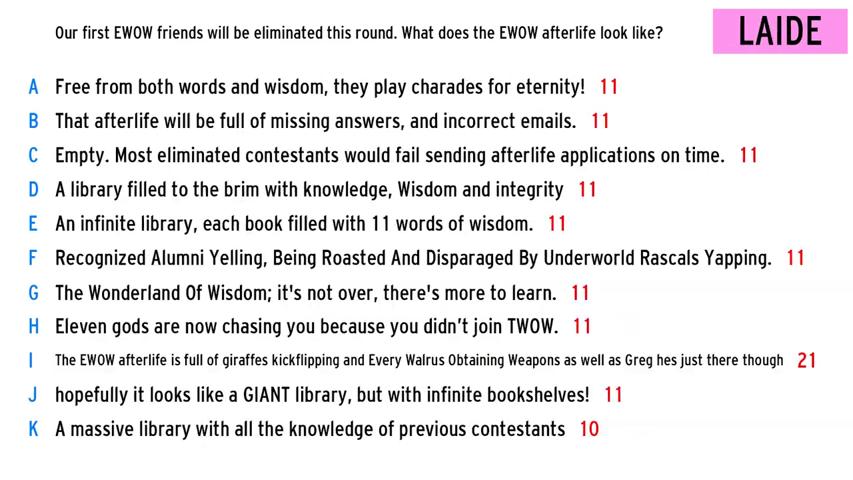 Our first EWOW friends will be eliminated this round. What does the EWOW afterlife look like?
LAIDE
A Free from both words and wisdom, they play charades for eternity! 11
B That afterlife will be full of missing answers, and incorrect emails. 11
C Empty. Most eliminated contestants would fail sending afterlife applications on time. 11
D A library filled to the brim with knowledge, Wisdom and integrity 11
E An infinite library, each book filled with 11 words of wisdom. 11
F Recognized Alumni Yelling, Being Roasted And Disparaged By Underworld Rascals Yapping. 11
G The Wonderland Of Wisdom; it's not over, there's more to learn. 11
H Eleven gods are now chasing you because you didn't join TWOW. 11
I The EWOW afterlife is full of giraffes kickflipping and Every Walrus Obtaining Weapons as well as Greg hes just there though 21
J hopefully it looks like a GIANT library, but with infinite bookshelves! 11
K A massive library with all the knowledge of previous contestants 10